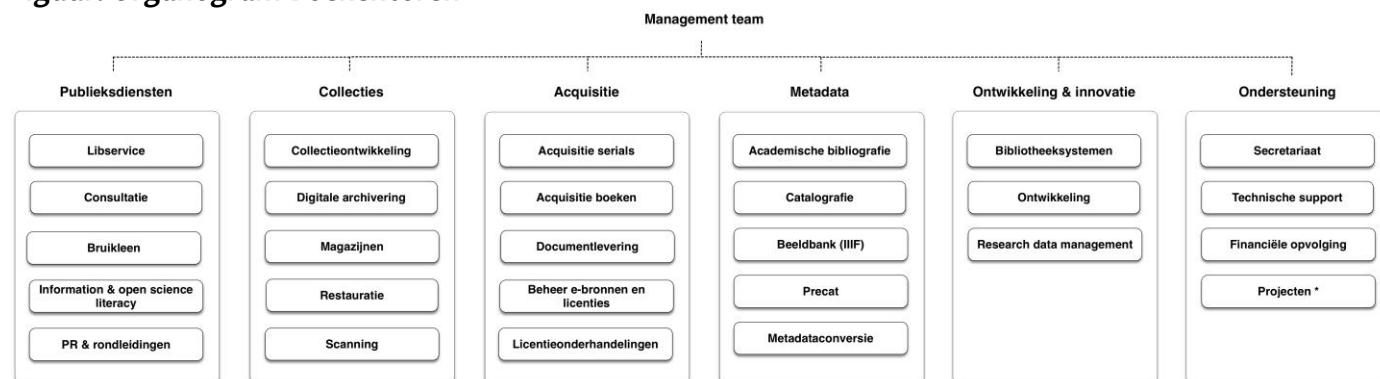 Management team
Publieksdiensten
Collecties
Acquisitie
Metadata
Ontwikkeling & innovatie
Ondersteuning
Libservice
Consultatie
Bruikleen
Information & open science
literacy
PR & rondleidingen
Collectieontwikkeling
Digitale archivering
Magazijnen
Restauratie
Scanning
Acquisitie serials
Acquisitie boeken
Documentlevering
Beheer e-bronnen en
licenties
Licentieonderhandelingen
Academische bibliografie
Catalografie
Beeldbank (IIIF)
Precat
Metadataconversie
Bibliotheeksystemen
Ontwikkeling
Research data management
Secretariaat
Technische support
Financiële opvolging
Projecten *